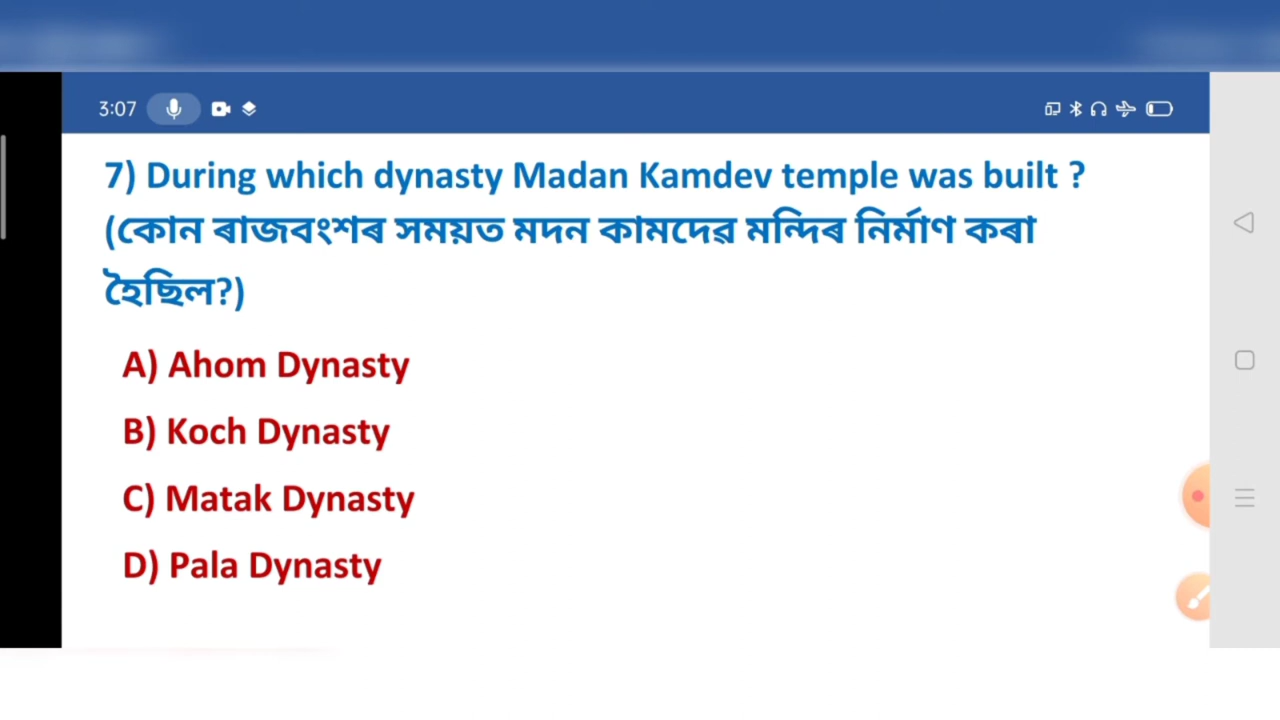 3:07
7) During which dynasty Madan Kamdev temple was built ?
(কোন ৰাজবংশৰ সময়ত মদন কামদেৱ মন্দিৰ নিৰ্মাণ কৰা
হৈছিল?)
A) Ahom Dynasty
B) Koch Dynasty
C) Matak Dynasty
D) Pala Dynasty